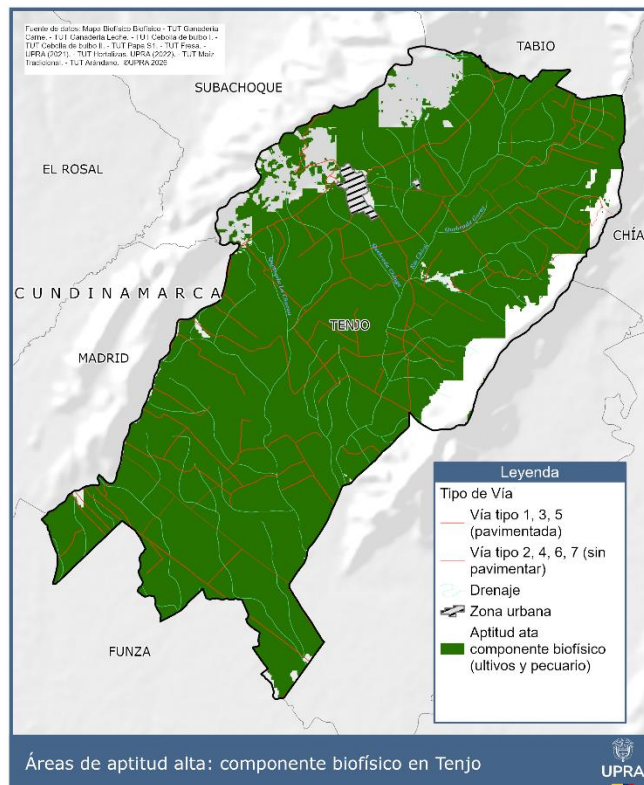 Fuente de datos: Mapa Biofísico Biofísico - TUT Ganadería
Carne. - TUT Ganadería Leche. - TUT Cebolla de bulbo I. -
TUT Cebolla de bulbo II. - TUT Papa S1. - TUT Fresa. -
UPRA (2021). - TUT Hortalizas. UPRA (2022). - TUT Maíz
Tradicional. - TUT Arándano. ©UPRA 2026
TABIO
SUBACHOQUE
EL ROSAL
CHÍA
CUNDINAMARCA
TENJO
MADRID
FUNZA
Leyenda
Tipo de Vía
Vía tipo 1, 3, 5
(pavimentada)
Vía tipo 2, 4, 6, 7 (sin
pavimentar)
Drenaje
Zona urbana
Aptitud ata
componente biofísico
(ultivos y pecuario)
Áreas de aptitud alta: componente biofísico en Tenjo
UPRA